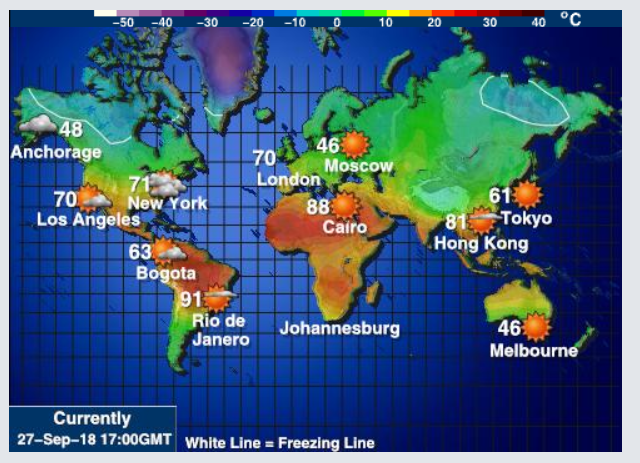 −50 −40 −30 −20 −10 0 10 20 30 40 °C
48
Anchorage
70
Los Angeles
71
New York
70
London
46
Moscow
88
Cairo
61
Tokyo
81
Hong Kong
63
Bogota
91
Rio de
Janero
Johannesburg
46
Melbourne
Currently
27−Sep−18 17:00GMT
White Line = Freezing Line